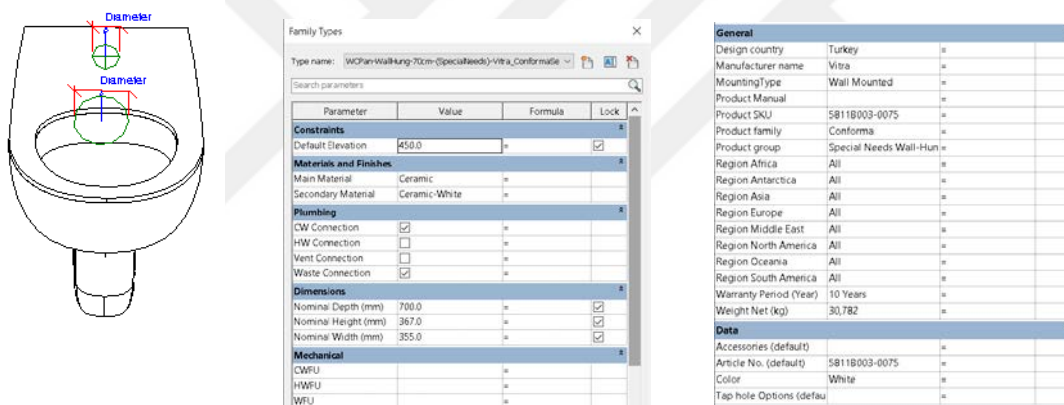 Diameter
Diameter
Family Types
Type name: WCPan-WallHung-70cm-(SpecialNeeds)-Vitra_ConformaSe
Search parameters
Parameter Value Formula Lock
Constraints
Default Elevation 450.0 =
Materials and Finishes
Main Material Ceramic =
Secondary Material Ceramic-White =
Plumbing
CW Connection =
HW Connection =
Vent Connection =
Waste Connection =
Dimensions
Nominal Depth (mm) 700.0 =
Nominal Height (mm) 367.0 =
Nominal Width (mm) 355.0 =
Mechanical
CWFU =
HWFU =
WFU =
General
Design country Turkey =
Manufacturer name Vitra =
MountingType Wall Mounted =
Product Manual =
Product SKU 5811B003-0075 =
Product family Conforma =
Product group Special Needs Wall-Hun =
Region Africa All =
Region Antarctica All =
Region Asia All =
Region Europe All =
Region Middle East All =
Region North America All =
Region Oceania All =
Region South America All =
Warranty Period (Year) 10 Years =
Weight Net (kg) 30,782 =
Data
Accessories (default) =
Article No. (default) 5811B003-0075 =
Color White =
Tap hole Options (defau =